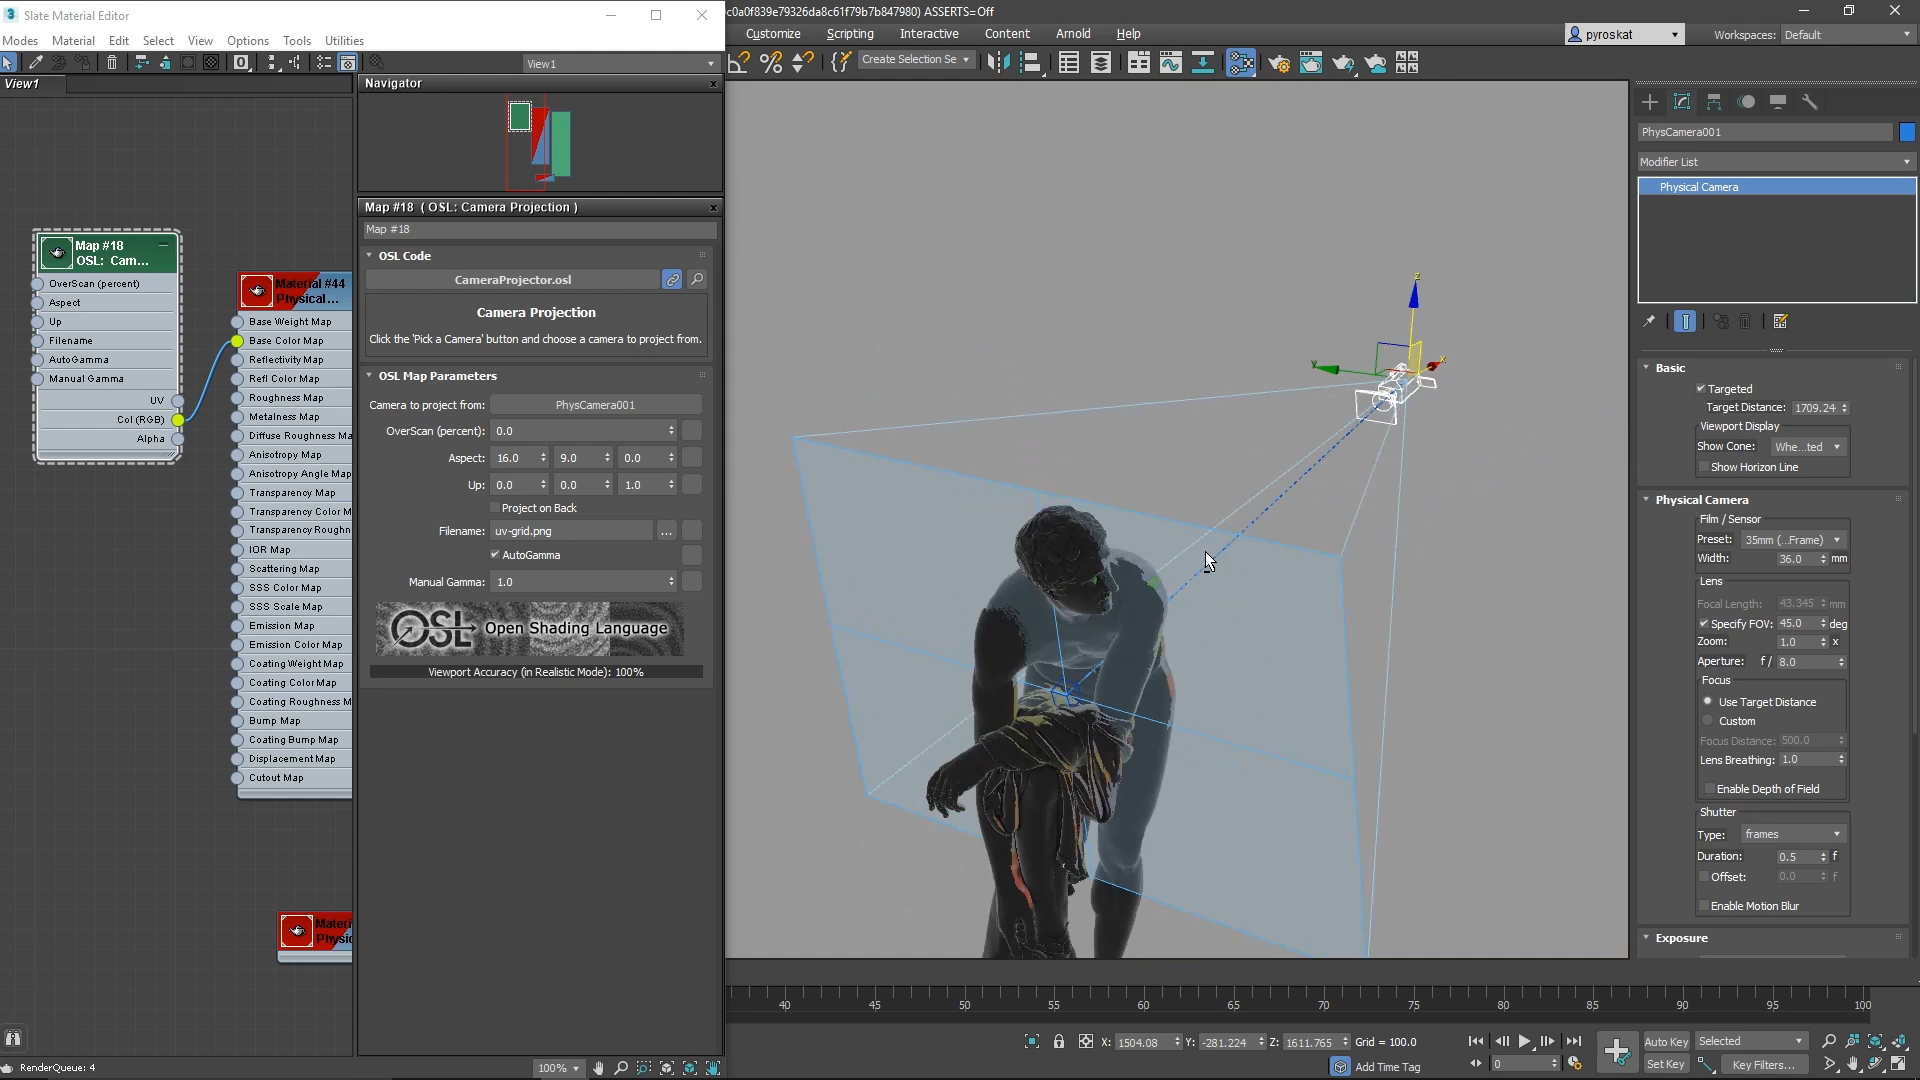 Slate Material Editor
c0a0f839e79326da8c61f79b7b847980) ASSERTS=Off
Modes Material Edit Select View Options Tools Utilities
Customize Scripting Interactive Content Arnold Help
pyroskat
Workspaces: Default
View1
Create Selection Se
View1
Navigator
PhysCamera001
Modifier List
Physical Camera
Map #18 ( OSL: Camera Projection )
Map #18
OSL Code
CameraProjector.osl
Camera Projection
Click the 'Pick a Camera' button and choose a camera to project from.
OSL Map Parameters
Camera to project from: PhysCamera001
OverScan (percent): 0.0
Aspect: 16.0 9.0 0.0
Up: 0.0 0.0 1.0
Project on Back
Filename: uv-grid.png ...
AutoGamma
Manual Gamma: 1.0
OSL Open Shading Language
Viewport Accuracy (in Realistic Mode): 100%
Map #18
OSL: Cam...
OverScan (percent)
Aspect
Up
Filename
AutoGamma
Manual Gamma
UV
Col (RGB)
Alpha
Material #44
Physical...
Base Weight Map
Base Color Map
Reflectivity Map
Refl Color Map
Roughness Map
Metalness Map
Diffuse Roughness Ma
Anisotropy Map
Anisotropy Angle Map
Transparency Map
Transparency Color M
Transparency Roughn
IOR Map
Scattering Map
SSS Color Map
SSS Scale Map
Emission Map
Emission Color Map
Coating Weight Map
Coating Color Map
Coating Roughness M
Bump Map
Coating Bump Map
Displacement Map
Cutout Map
Materi
Physic
RenderQueue: 4
100%
z
y
x
Basic
Targeted
Target Distance: 1709.24
Viewport Display
Show Cone: Whe...ted
Show Horizon Line
Physical Camera
Film / Sensor
Preset: 35mm (...Frame)
Width: 36.0 mm
Lens
Focal Length: 43.345 mm
Specify FOV: 45.0 deg
Zoom: 1.0 x
Aperture: f / 8.0
Focus
Use Target Distance
Custom
Focus Distance: 500.0
Lens Breathing: 1.0
Enable Depth of Field
Shutter
Type: frames
Duration: 0.5 f
Offset: 0.0 f
Enable Motion Blur
Exposure
40 45 50 55 60 65 70 75 80 85 90 95 100
X: 1504.08 Y: -281.224 Z: 1611.765 Grid = 100.0
Auto Key Selected
Add Time Tag
0
Set Key Key Filters...